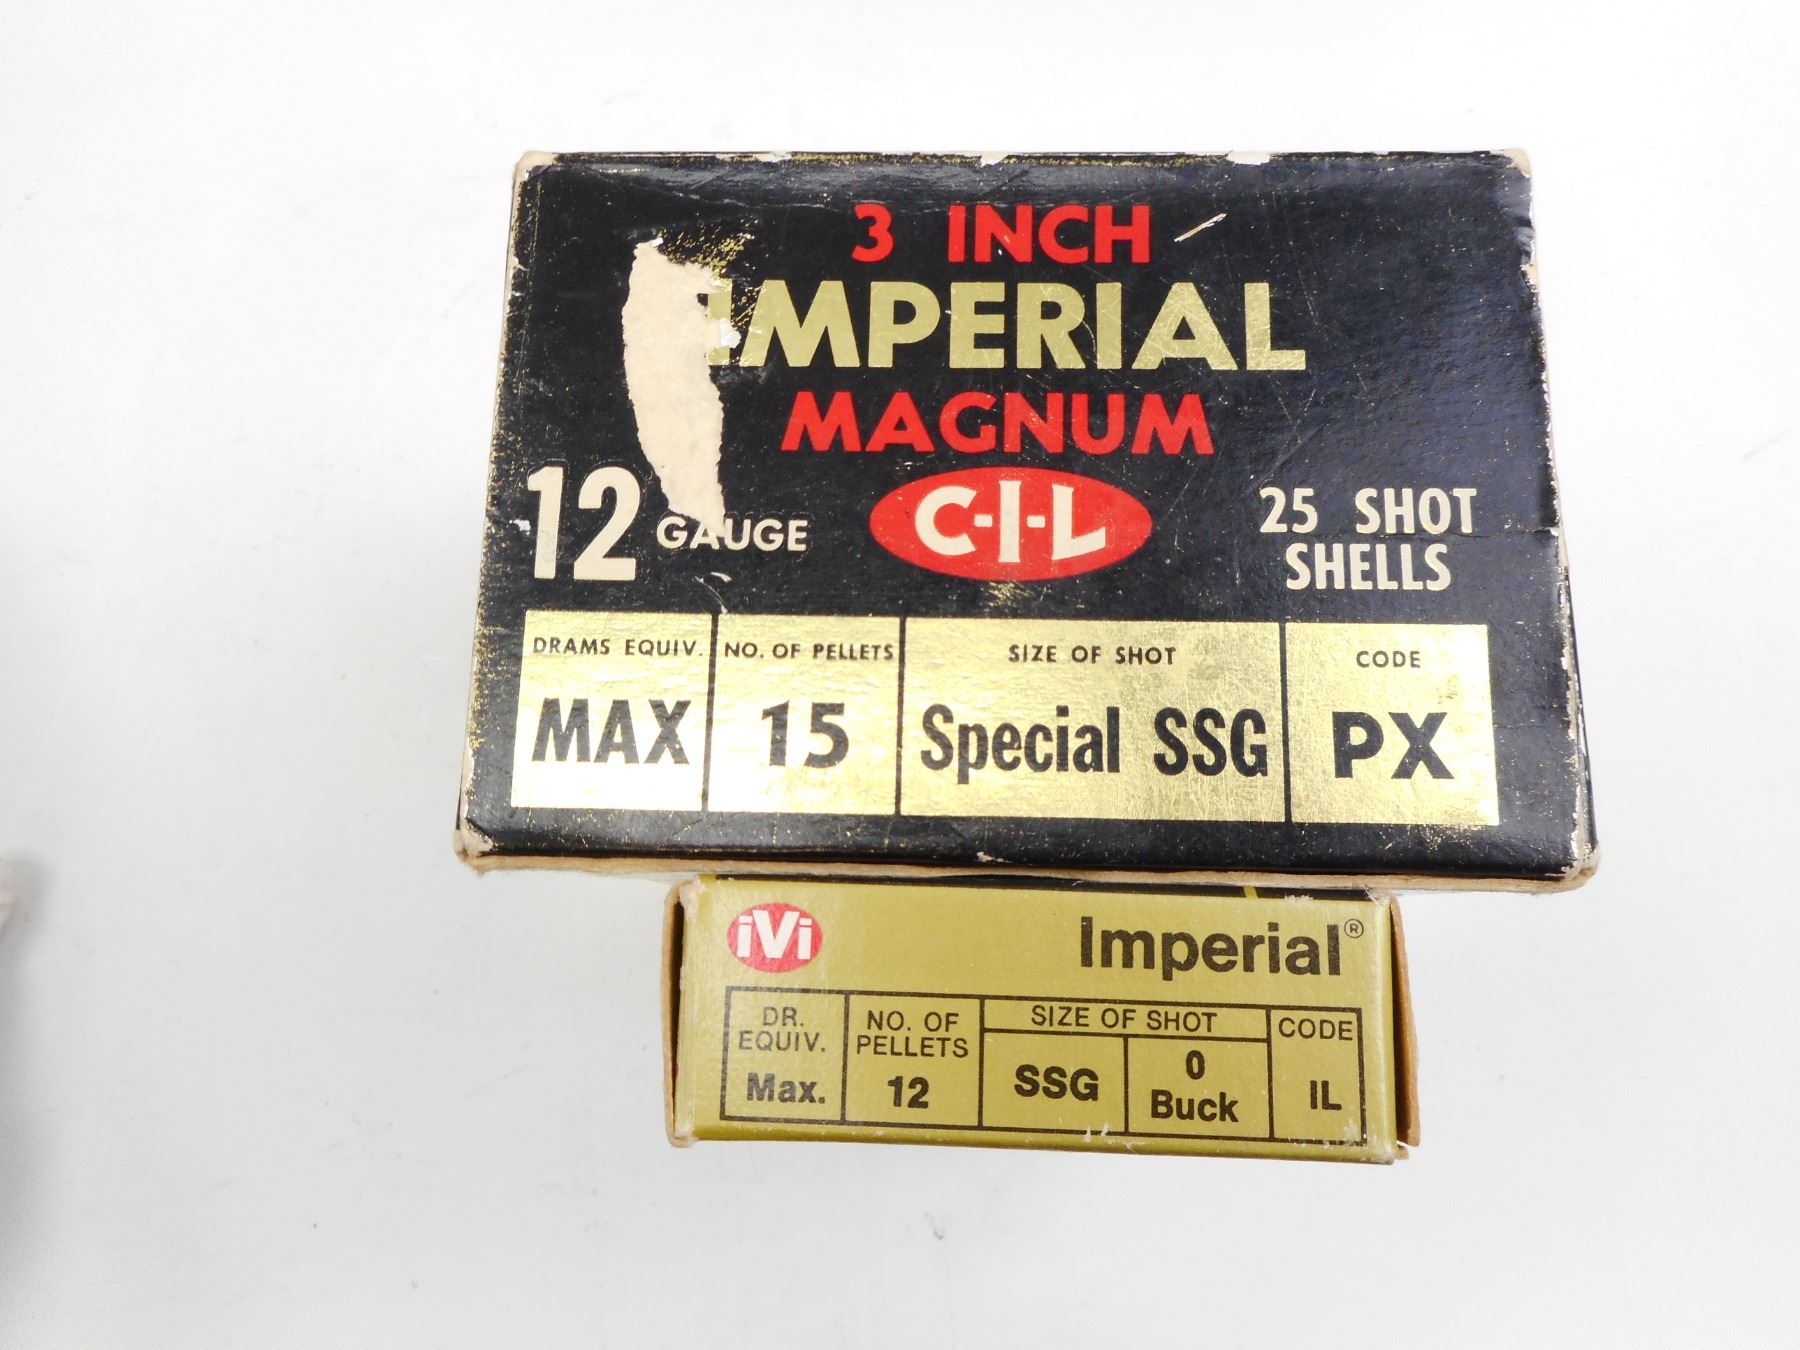 3 INCH
IMPERIAL
MAGNUM
12 GAUGE
C-I-L
25 SHOT
SHELLS
DRAMS EQUIV. NO. OF PELLETS SIZE OF SHOT CODE
MAX 15 Special SSG PX
iVi Imperial®
DR.
EQUIV.
NO. OF
PELLETS
SIZE OF SHOT
CODE
Max. 12 SSG
0
Buck
IL